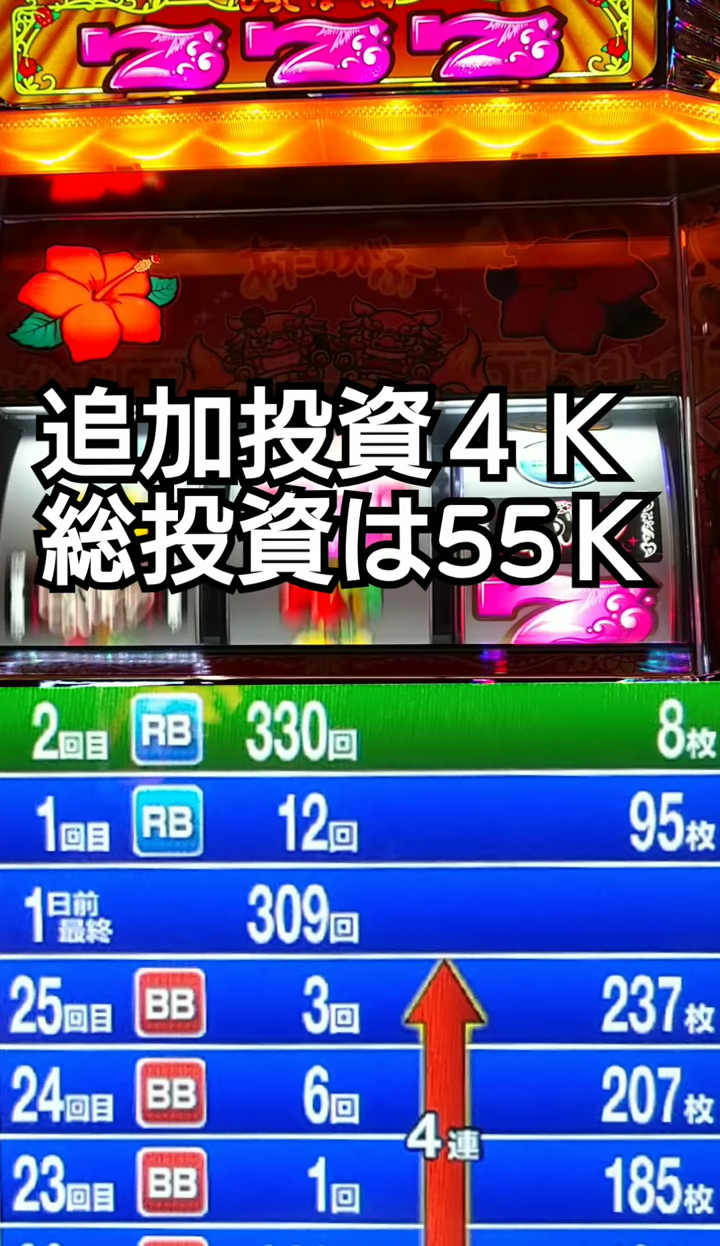 777
追加投資4K
総投資は55K
7
2回目 RB 330回 8枚
1回目 RB 12回 95枚
1日前最終 309回
25回目 BB 3回 237枚
24回目 BB 6回 207枚
4連
23回目 BB 1回 185枚